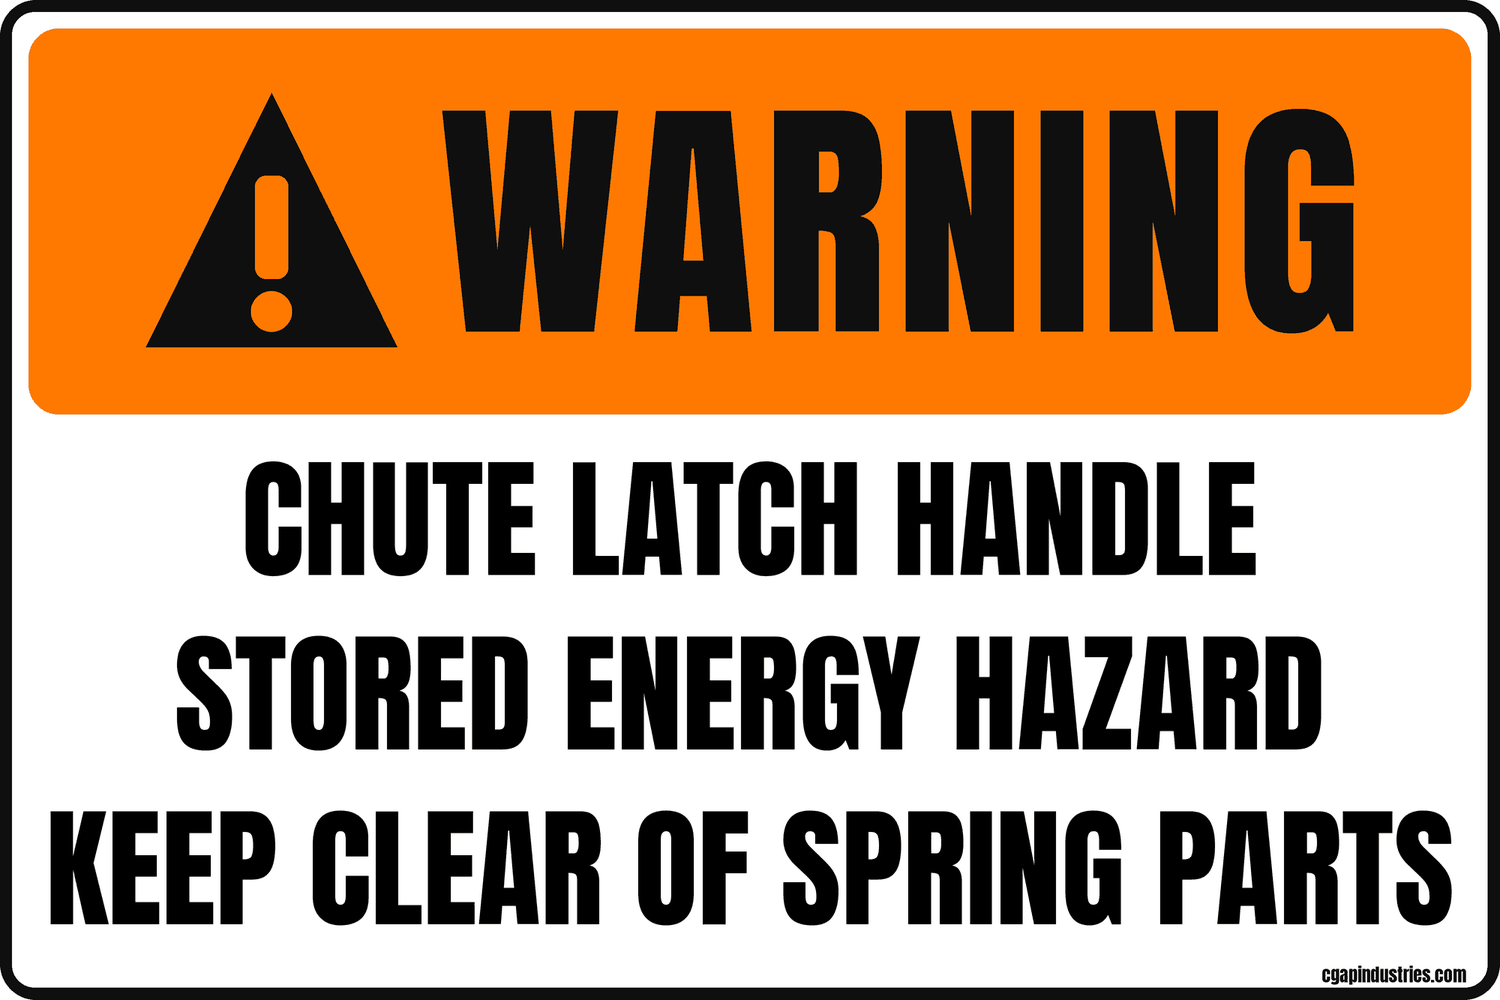 WARNING
CHUTE LATCH HANDLE
STORED ENERGY HAZARD
KEEP CLEAR OF SPRING PARTS
cgapindustries.com